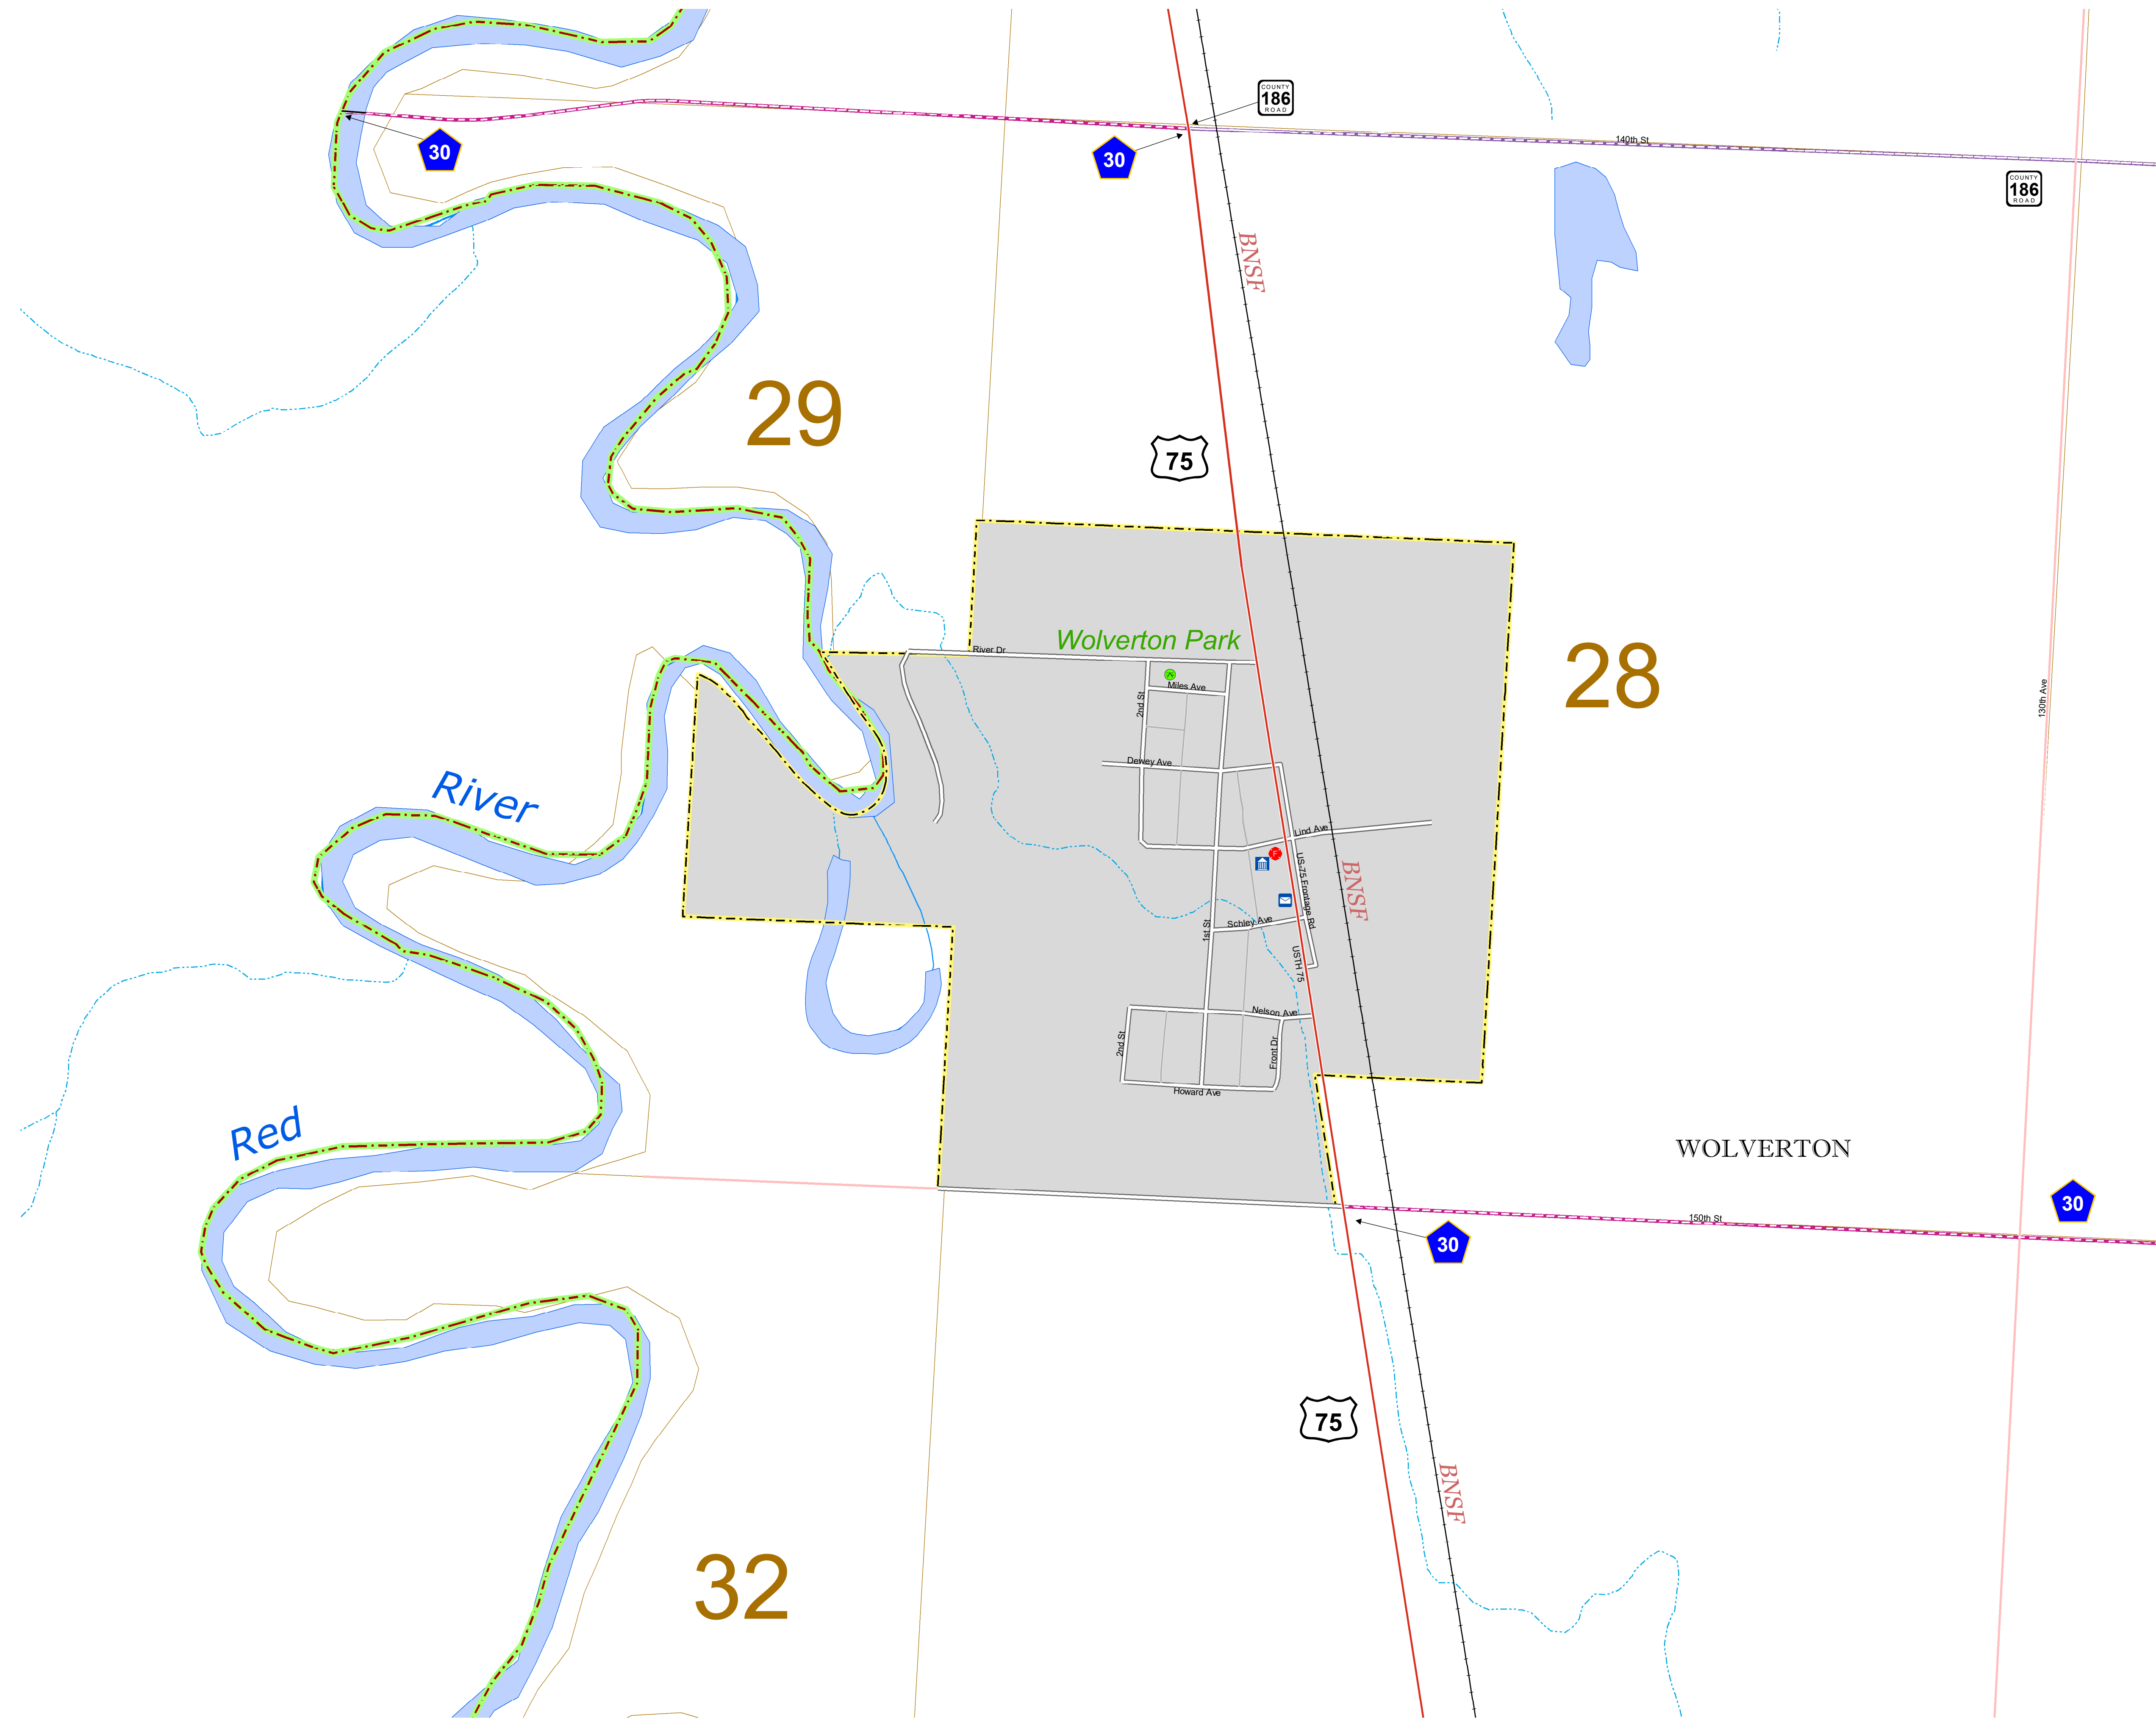 COUNTY
186
ROAD
30
30
140th St
COUNTY
186
ROAD
BNSF
29
75
Wolverton Park
River Dr
28
Miles Ave
2nd St
130th Ave
Dewey Ave
River
Lind Ave
F
US-75 Frontage Rd
BNSF
Schley Ave
1st St
USTH 75
Nelson Ave
2nd St
Front Dr
Howard Ave
Red
WOLVERTON
30
150th St
30
75
BNSF
32